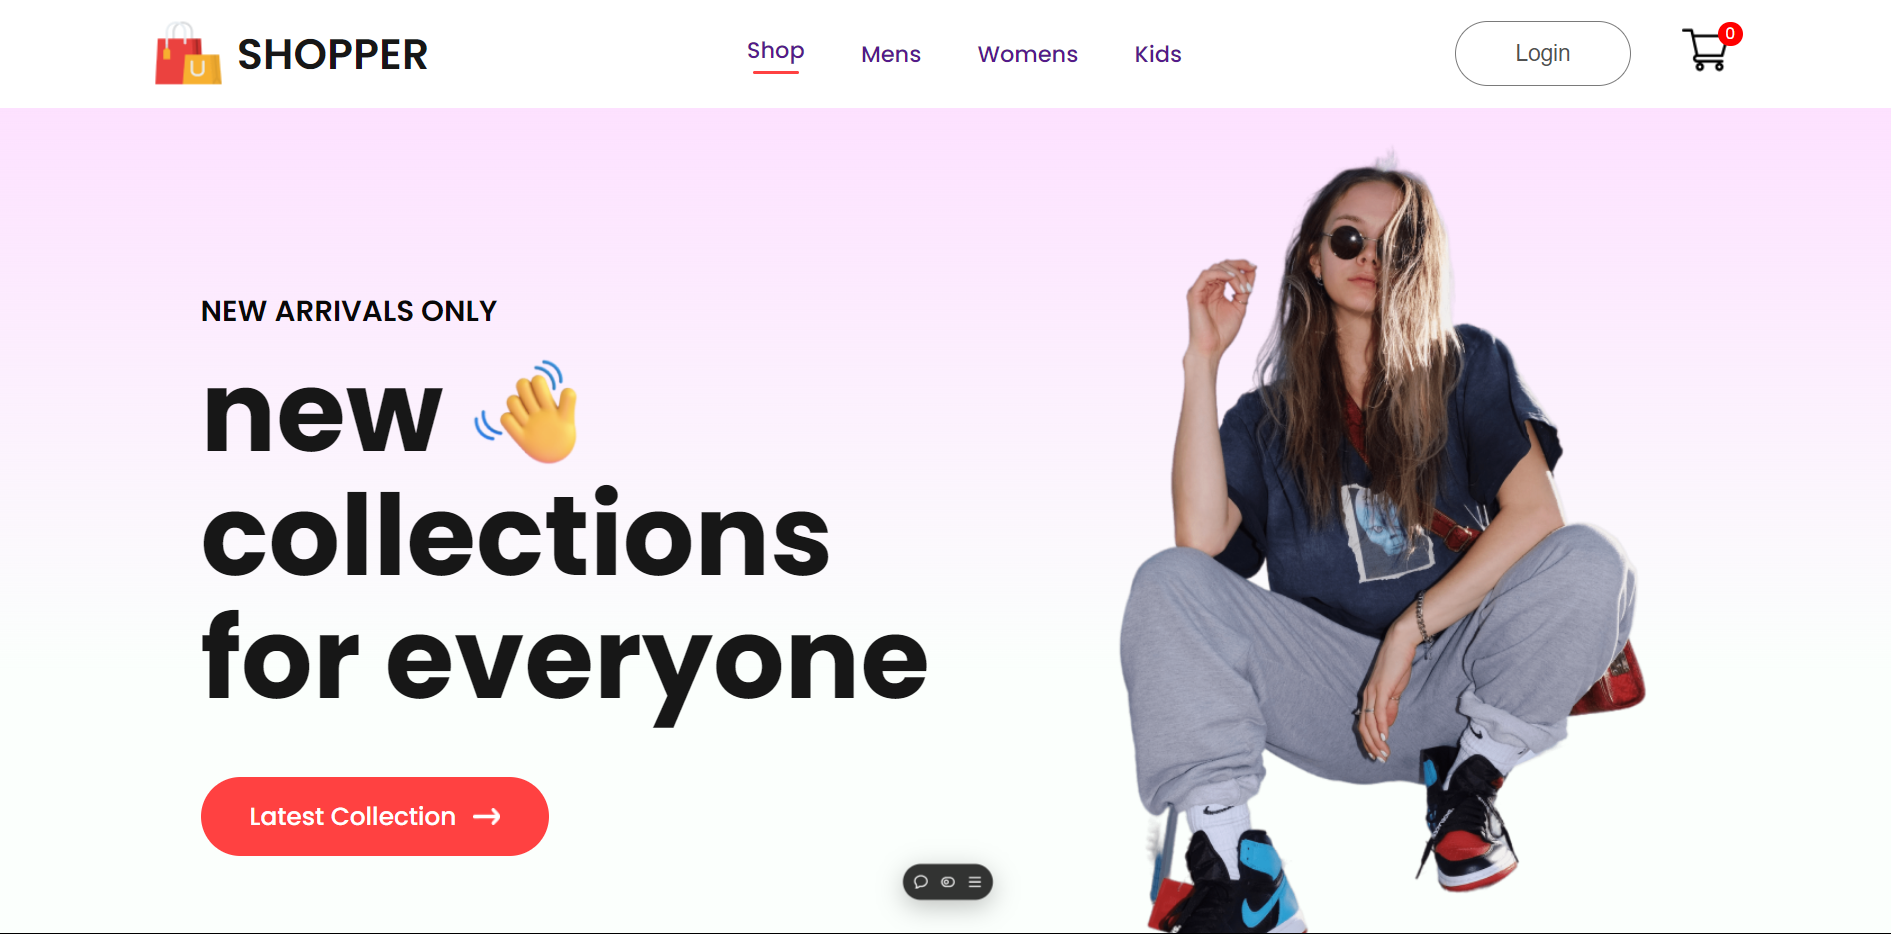 U
SHOPPER
Shop
Mens
Womens
Kids
Login
0
NEW ARRIVALS ONLY
new
collections
for everyone
Latest Collection